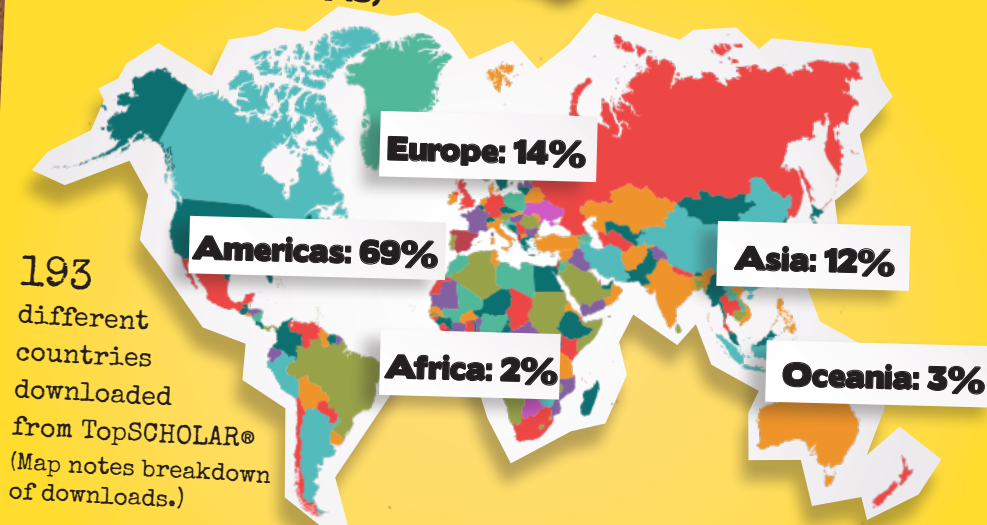 Europe: 14%
Americas: 69%
Asia: 12%
Africa: 2%
Oceania: 3%
193
different
countries
downloaded
from TopSCHOLAR®
(Map notes breakdown
of downloads.)